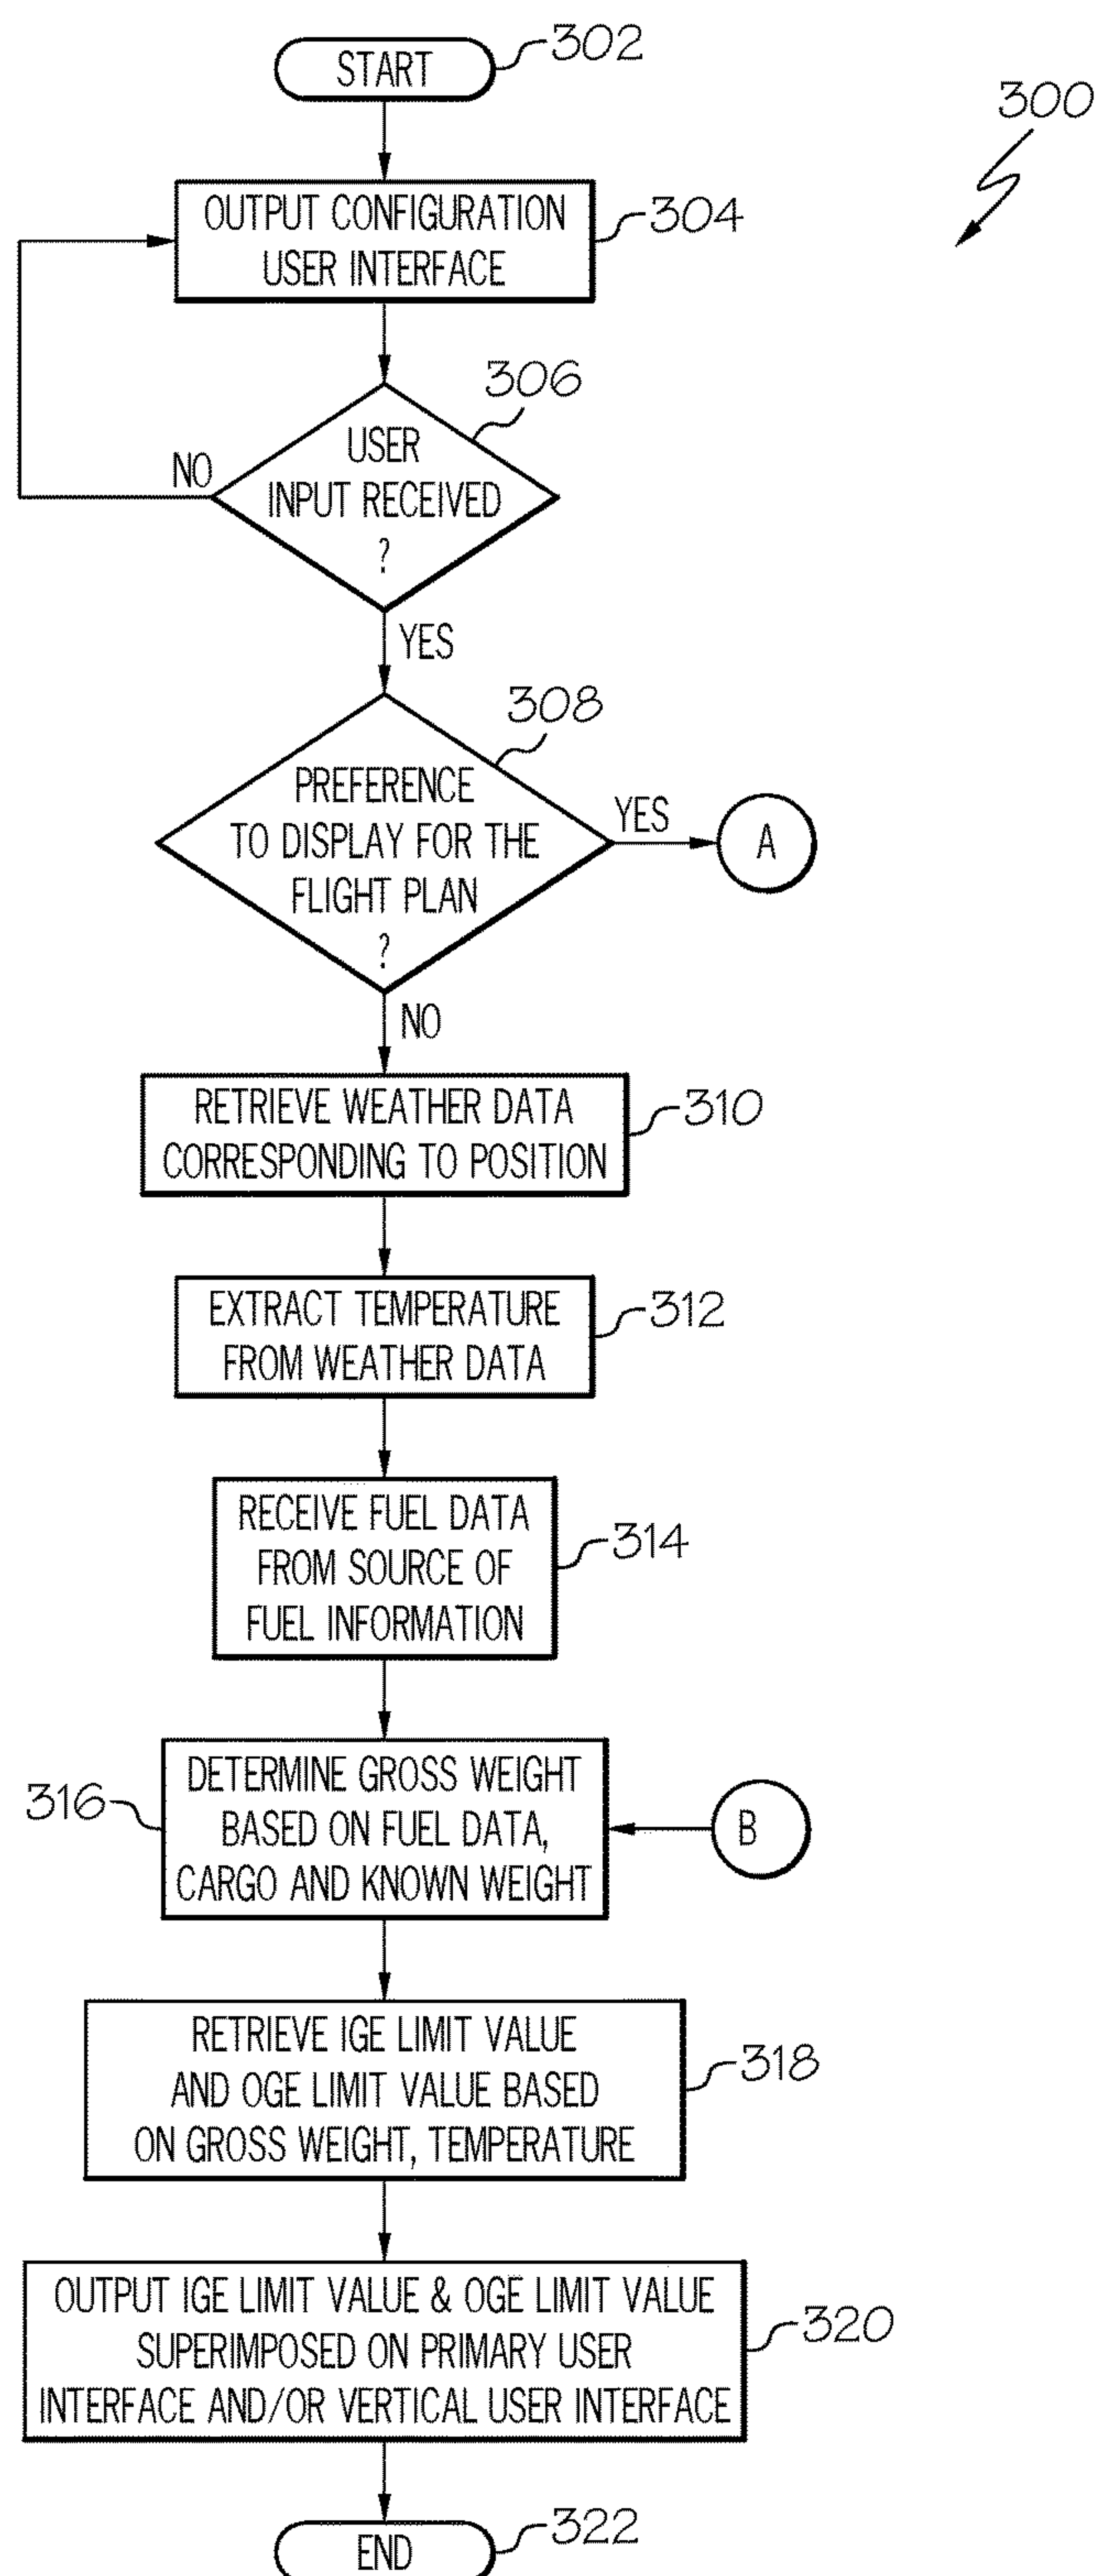 START
302
300
OUTPUT CONFIGURATION
USER INTERFACE
304
306
USER
INPUT RECEIVED
?
NO
YES
308
PREFERENCE
TO DISPLAY FOR THE
FLIGHT PLAN
?
YES
A
NO
RETRIEVE WEATHER DATA
CORRESPONDING TO POSITION
310
EXTRACT TEMPERATURE
FROM WEATHER DATA
312
RECEIVE FUEL DATA
FROM SOURCE OF
FUEL INFORMATION
314
316
DETERMINE GROSS WEIGHT
BASED ON FUEL DATA,
CARGO AND KNOWN WEIGHT
B
RETRIEVE IGE LIMIT VALUE
AND OGE LIMIT VALUE BASED
ON GROSS WEIGHT, TEMPERATURE
318
OUTPUT IGE LIMIT VALUE & OGE LIMIT VALUE
SUPERIMPOSED ON PRIMARY USER
INTERFACE AND/OR VERTICAL USER INTERFACE
320
END
322